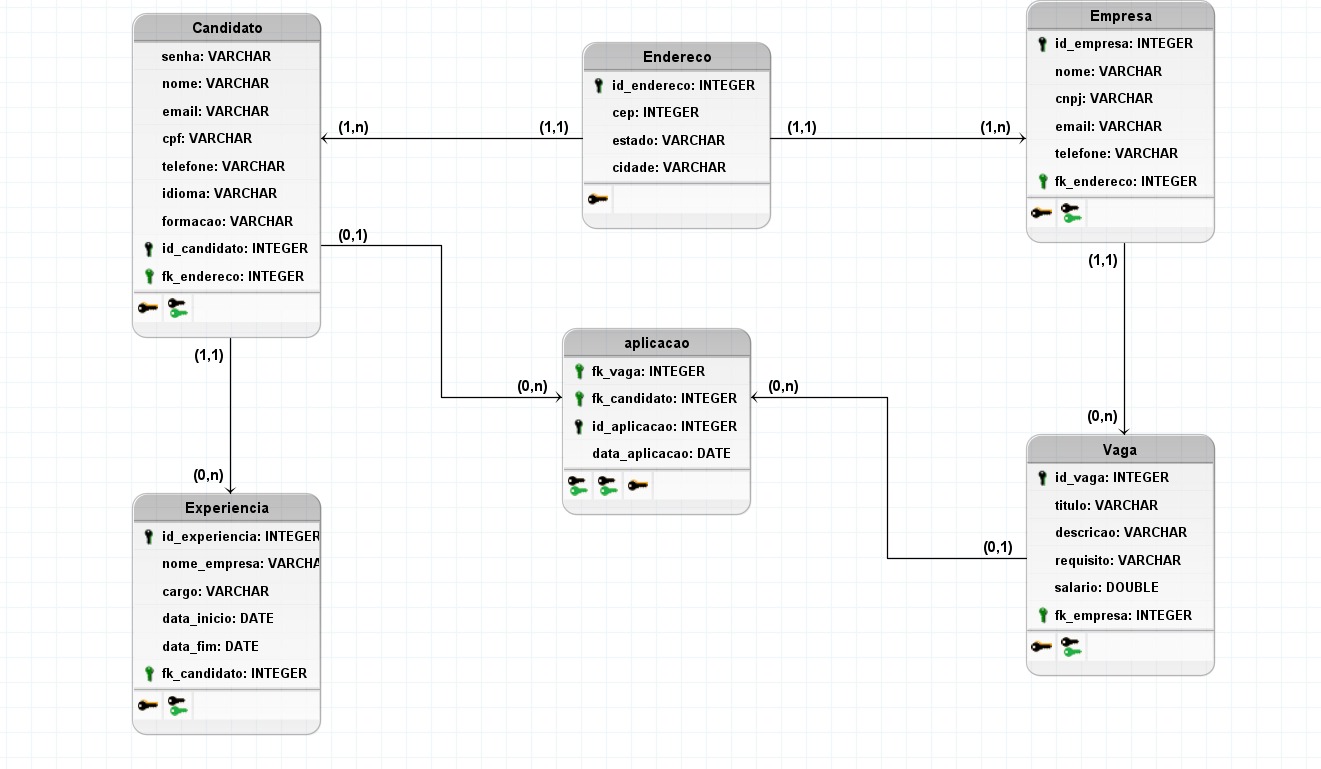 Candidato
senha: VARCHAR
nome: VARCHAR
email: VARCHAR
cpf: VARCHAR
telefone: VARCHAR
idioma: VARCHAR
formacao: VARCHAR
id_candidato: INTEGER
fk_endereco: INTEGER
(1,n)
(1,1)
Endereco
id_endereco: INTEGER
cep: INTEGER
estado: VARCHAR
cidade: VARCHAR
(1,1)
(1,n)
Empresa
id_empresa: INTEGER
nome: VARCHAR
cnpj: VARCHAR
email: VARCHAR
telefone: VARCHAR
fk_endereco: INTEGER
(0,1)
(1,1)
(1,1)
(0,n)
aplicacao
fk_vaga: INTEGER
fk_candidato: INTEGER
id_aplicacao: INTEGER
data_aplicacao: DATE
(0,n)
(0,n)
(0,n)
Experiencia
id_experiencia: INTEGER
nome_empresa: VARCHA
cargo: VARCHAR
data_inicio: DATE
data_fim: DATE
fk_candidato: INTEGER
(0,1)
Vaga
id_vaga: INTEGER
titulo: VARCHAR
descricao: VARCHAR
requisito: VARCHAR
salario: DOUBLE
fk_empresa: INTEGER